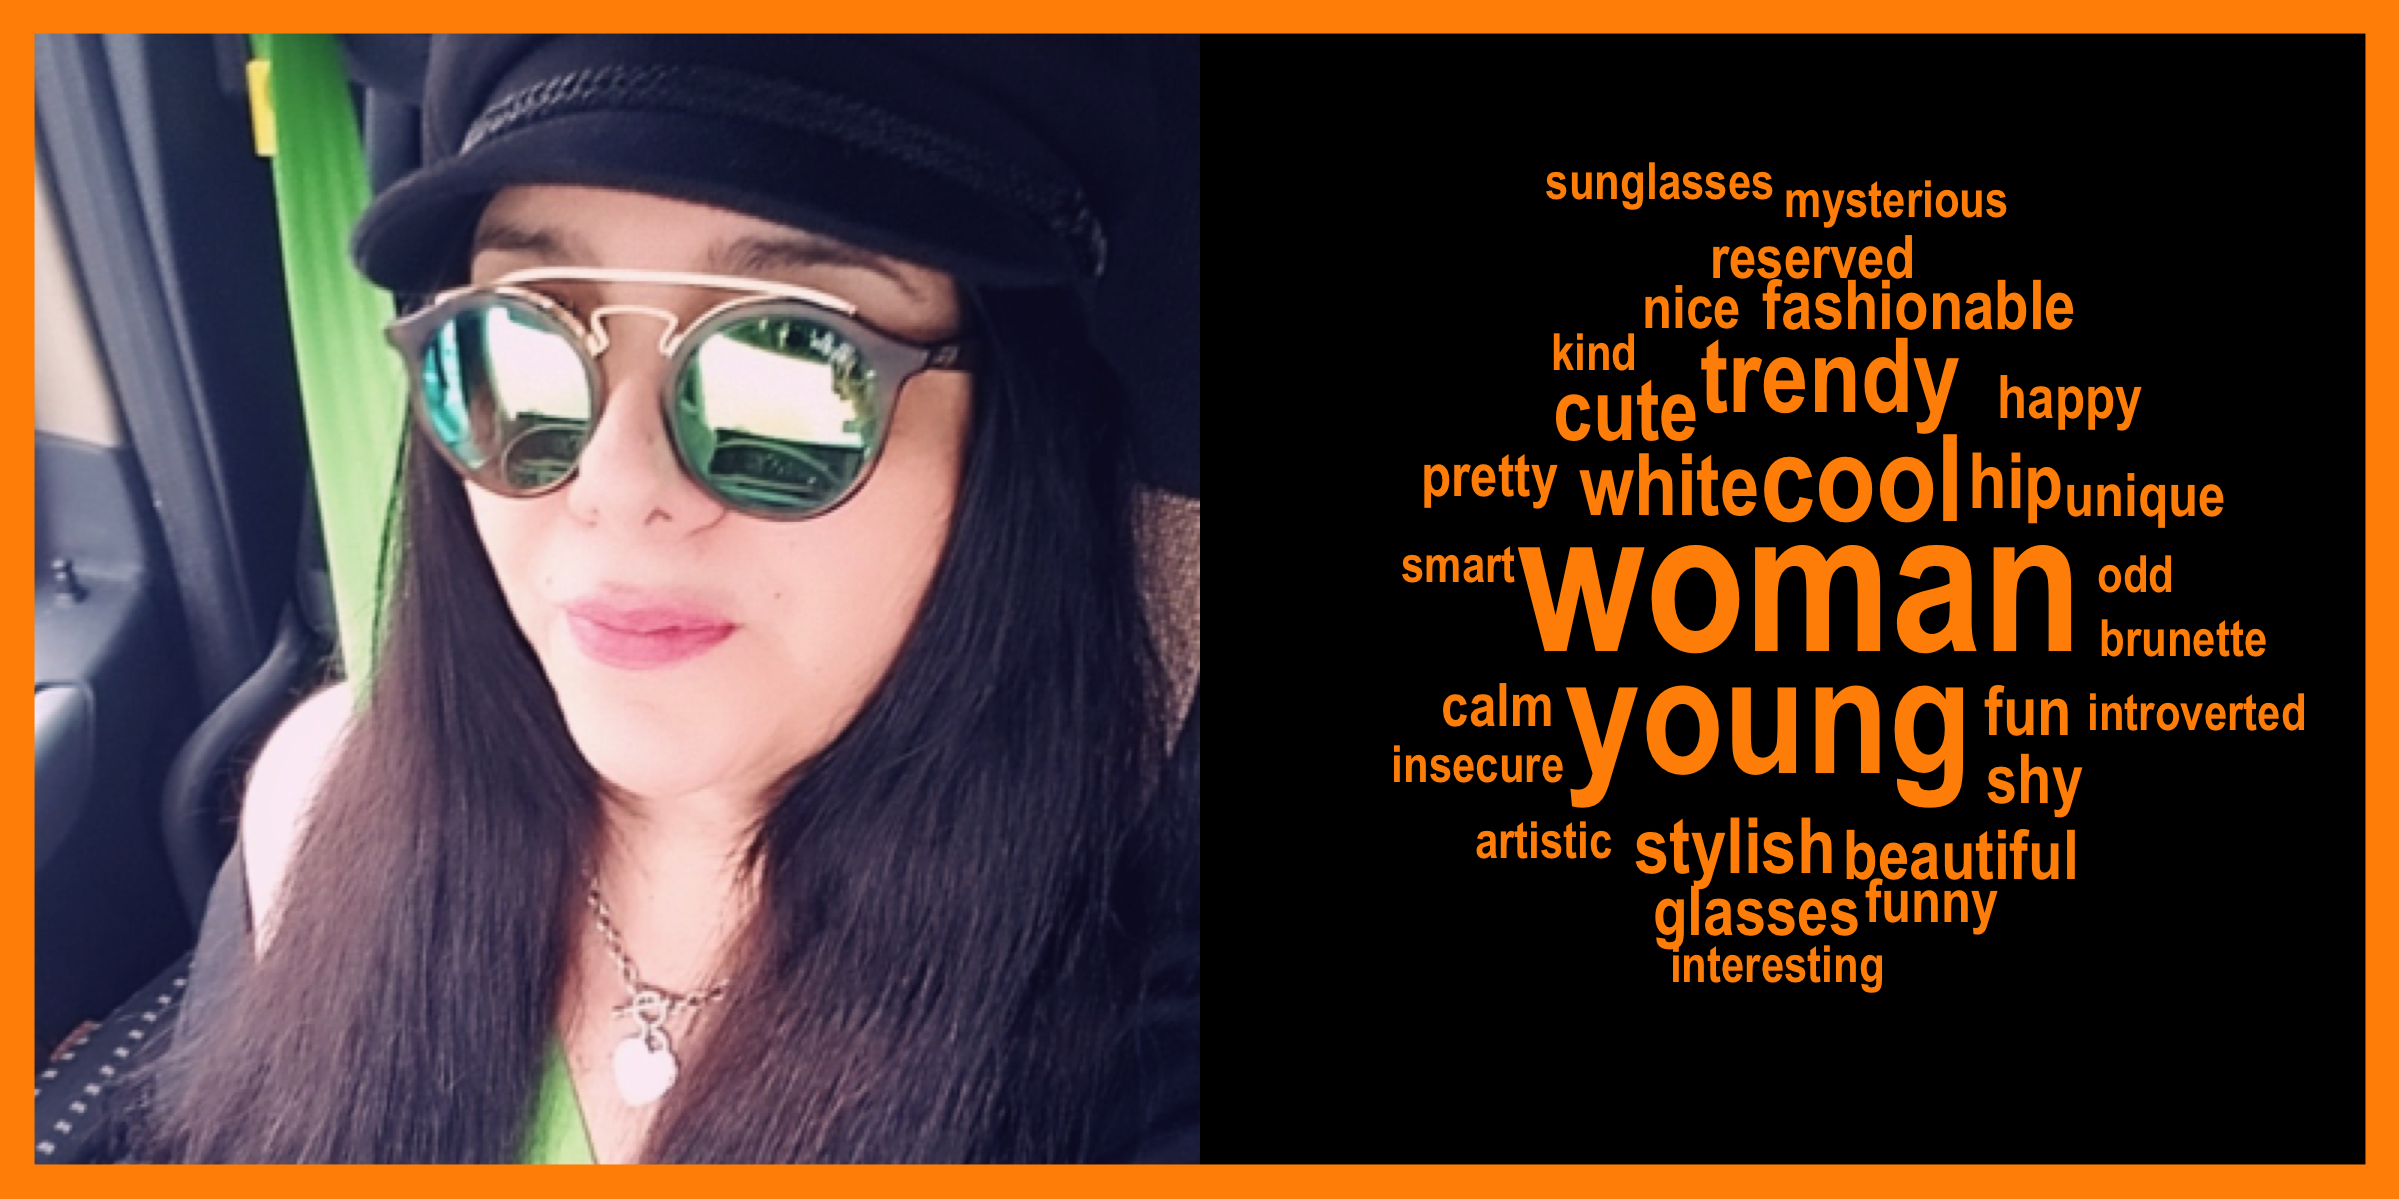 sunglasses mysterious
reserved
nice fashionable
kind trendy happy
cute
pretty white cool hip unique
smart woman odd
brunette
calm young fun introverted
insecure shy
artistic stylish beautiful
glasses funny
interesting